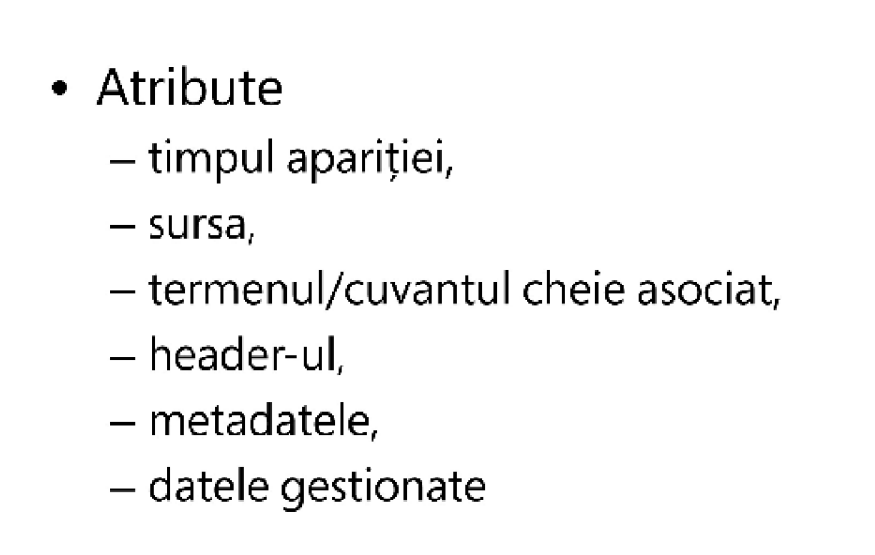 • Atribute
– timpul apariției,
– sursa,
– termenul/cuvantul cheie asociat,
– header-ul,
– metadatele,
– datele gestionate